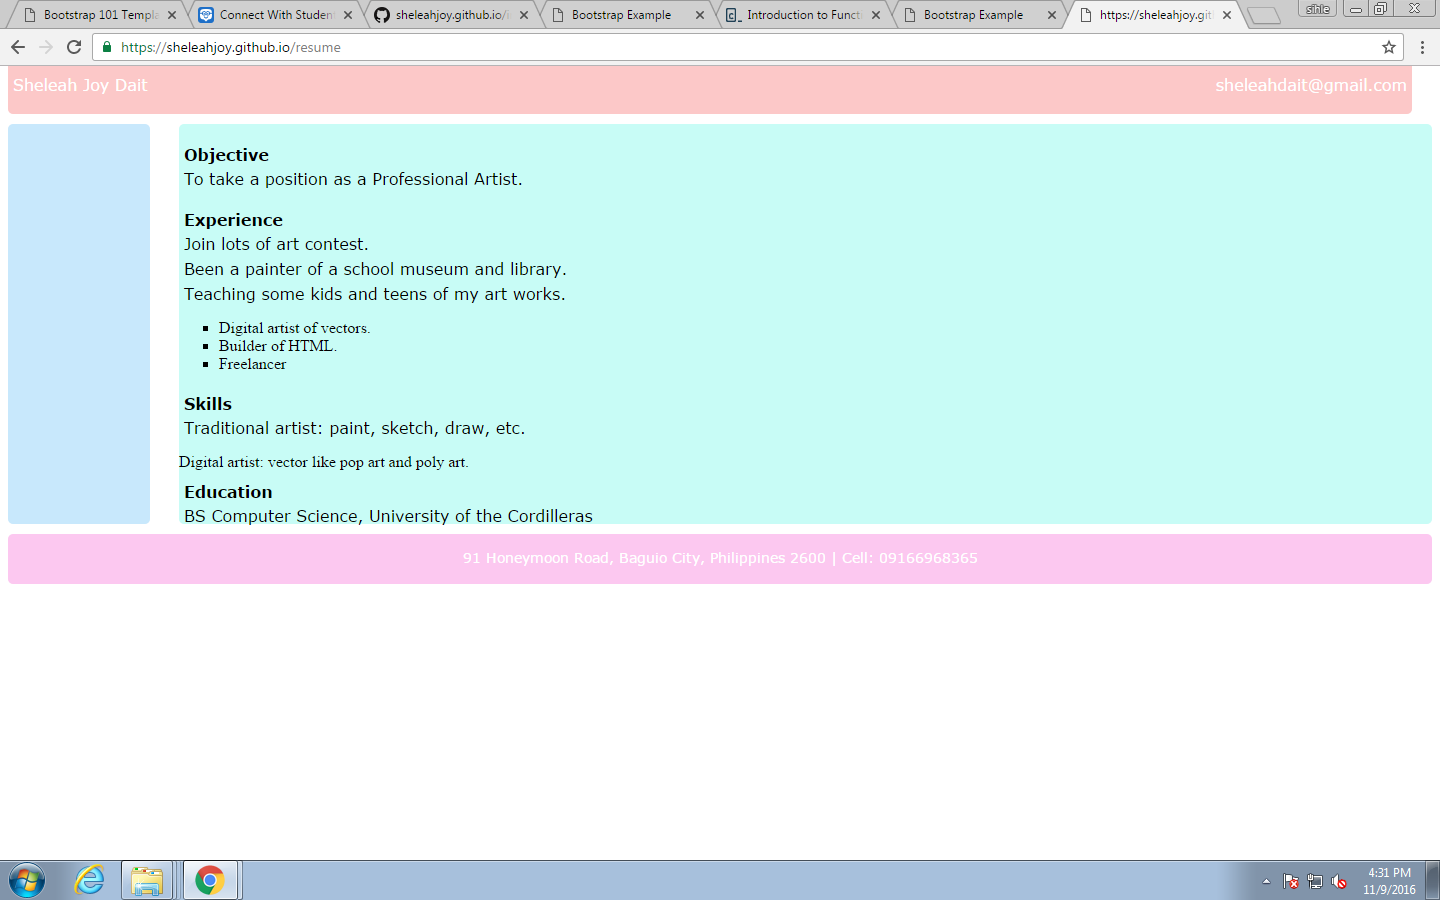 Bootstrap 101 Templa
Connect With Studen
sheleahjoy.github.io/
Bootstrap Example
Introduction to Funct
Bootstrap Example
https://sheleahjoy.git
sihle
https://sheleahjoy.github.io/resume
Sheleah Joy Dait
sheleahdait@gmail.com
Objective
To take a position as a Professional Artist.
Experience
Join lots of art contest.
Been a painter of a school museum and library.
Teaching some kids and teens of my art works.
Digital artist of vectors.
Builder of HTML.
Freelancer
Skills
Traditional artist: paint, sketch, draw, etc.
Digital artist: vector like pop art and poly art.
Education
BS Computer Science, University of the Cordilleras
91 Honeymoon Road, Baguio City, Philippines 2600 | Cell: 09166968365
4:31 PM
11/9/2016